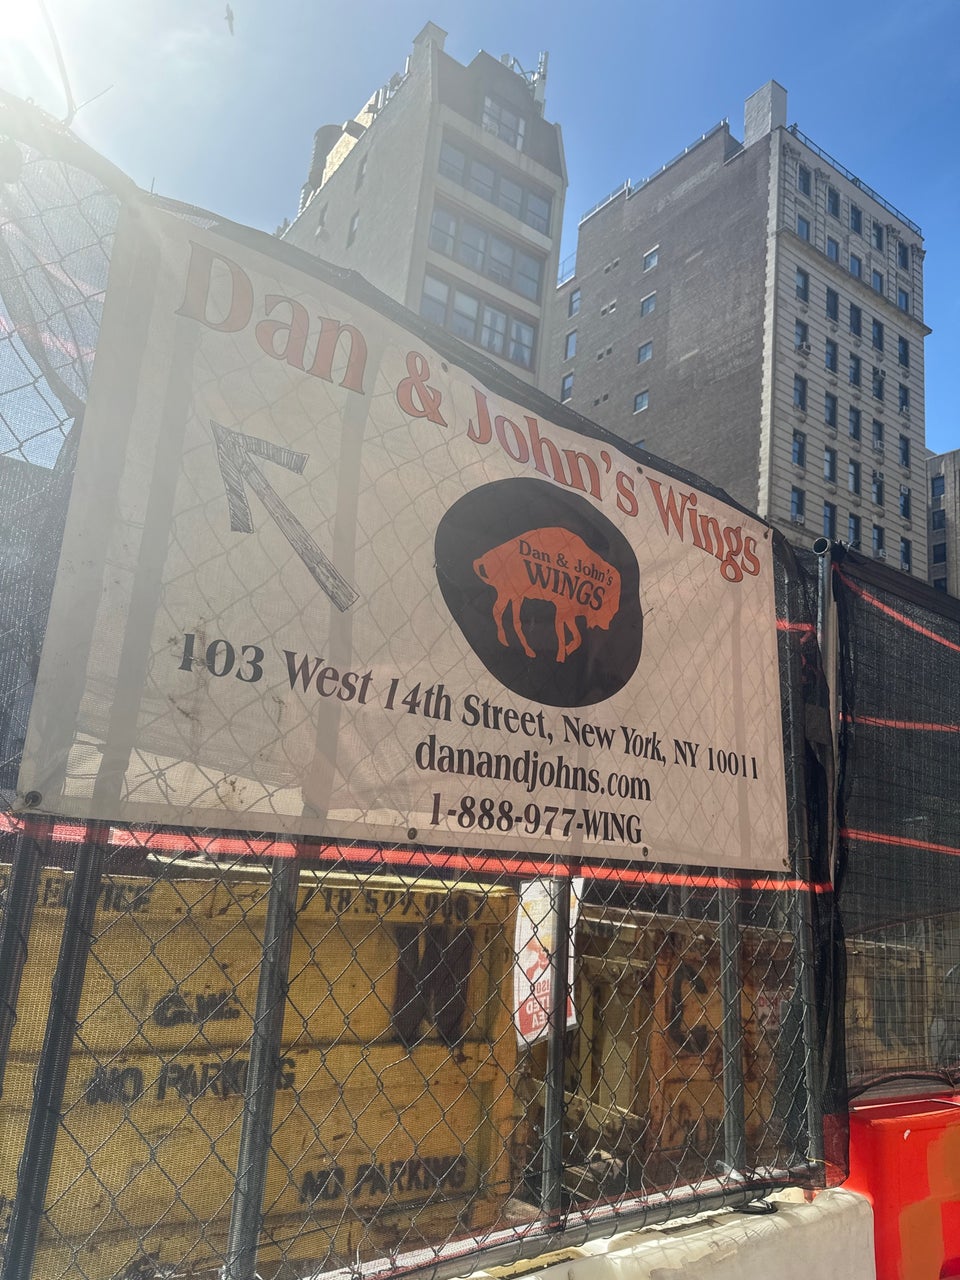 Dan & John's Wings
Dan & John's
WINGS
103 West 14th Street, New York, NY 10011
danandjohns.com
1-888-977-WING
NO PARKING
NO PARKING